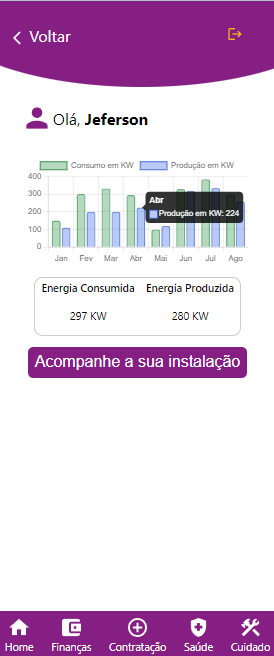 Voltar
Olá, Jeferson
Consumo em KW Produção em KW
400
300
200
100
0
Abr
Produção em KW: 224
Jan Fev Mar Abr Mai Jun Jul Ago
Energia Consumida Energia Produzida
297 KW 280 KW
Acompanhe a sua instalação
Home Finanças Contratação Saúde Cuidado